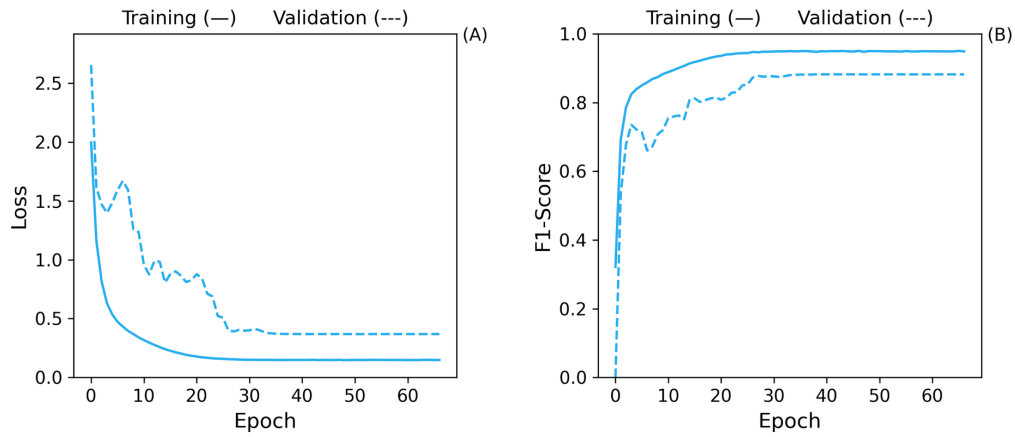 Training (—) Validation (---)
(A)
Loss
2.5
2.0
1.5
1.0
0.5
0.0
0 10 20 30 40 50 60
Epoch
Training (—) Validation (---)
(B)
F1-Score
1.0
0.8
0.6
0.4
0.2
0.0
0 10 20 30 40 50 60
Epoch